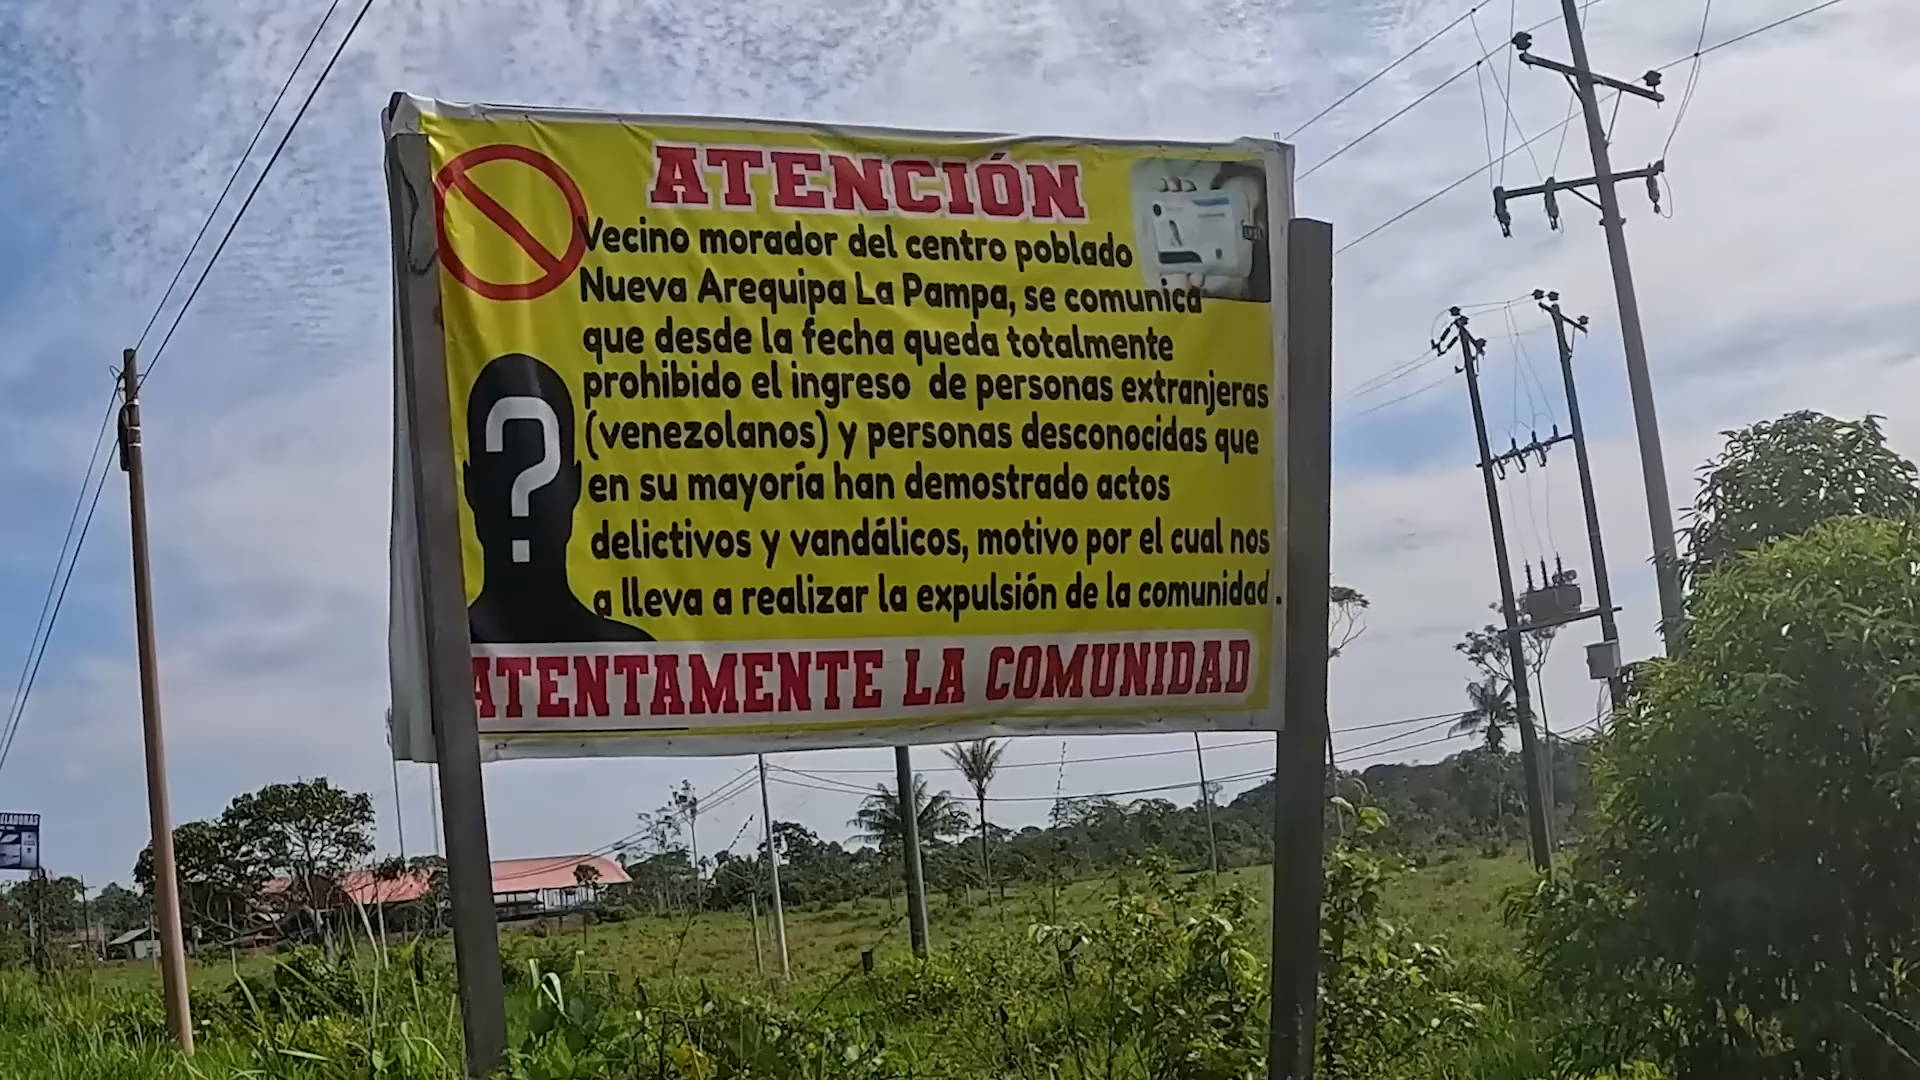 ATENCIÓN
Vecino morador del centro poblado
Nueva Arequipa La Pampa, se comunica
que desde la fecha queda totalmente
prohibido el ingreso de personas extranjeras
(venezolanos) y personas desconocidas que
en su mayoría han demostrado actos
delictivos y vandálicos, motivo por el cual nos
a lleva a realizar la expulsión de la comunidad.
ATENTAMENTE LA COMUNIDAD
?